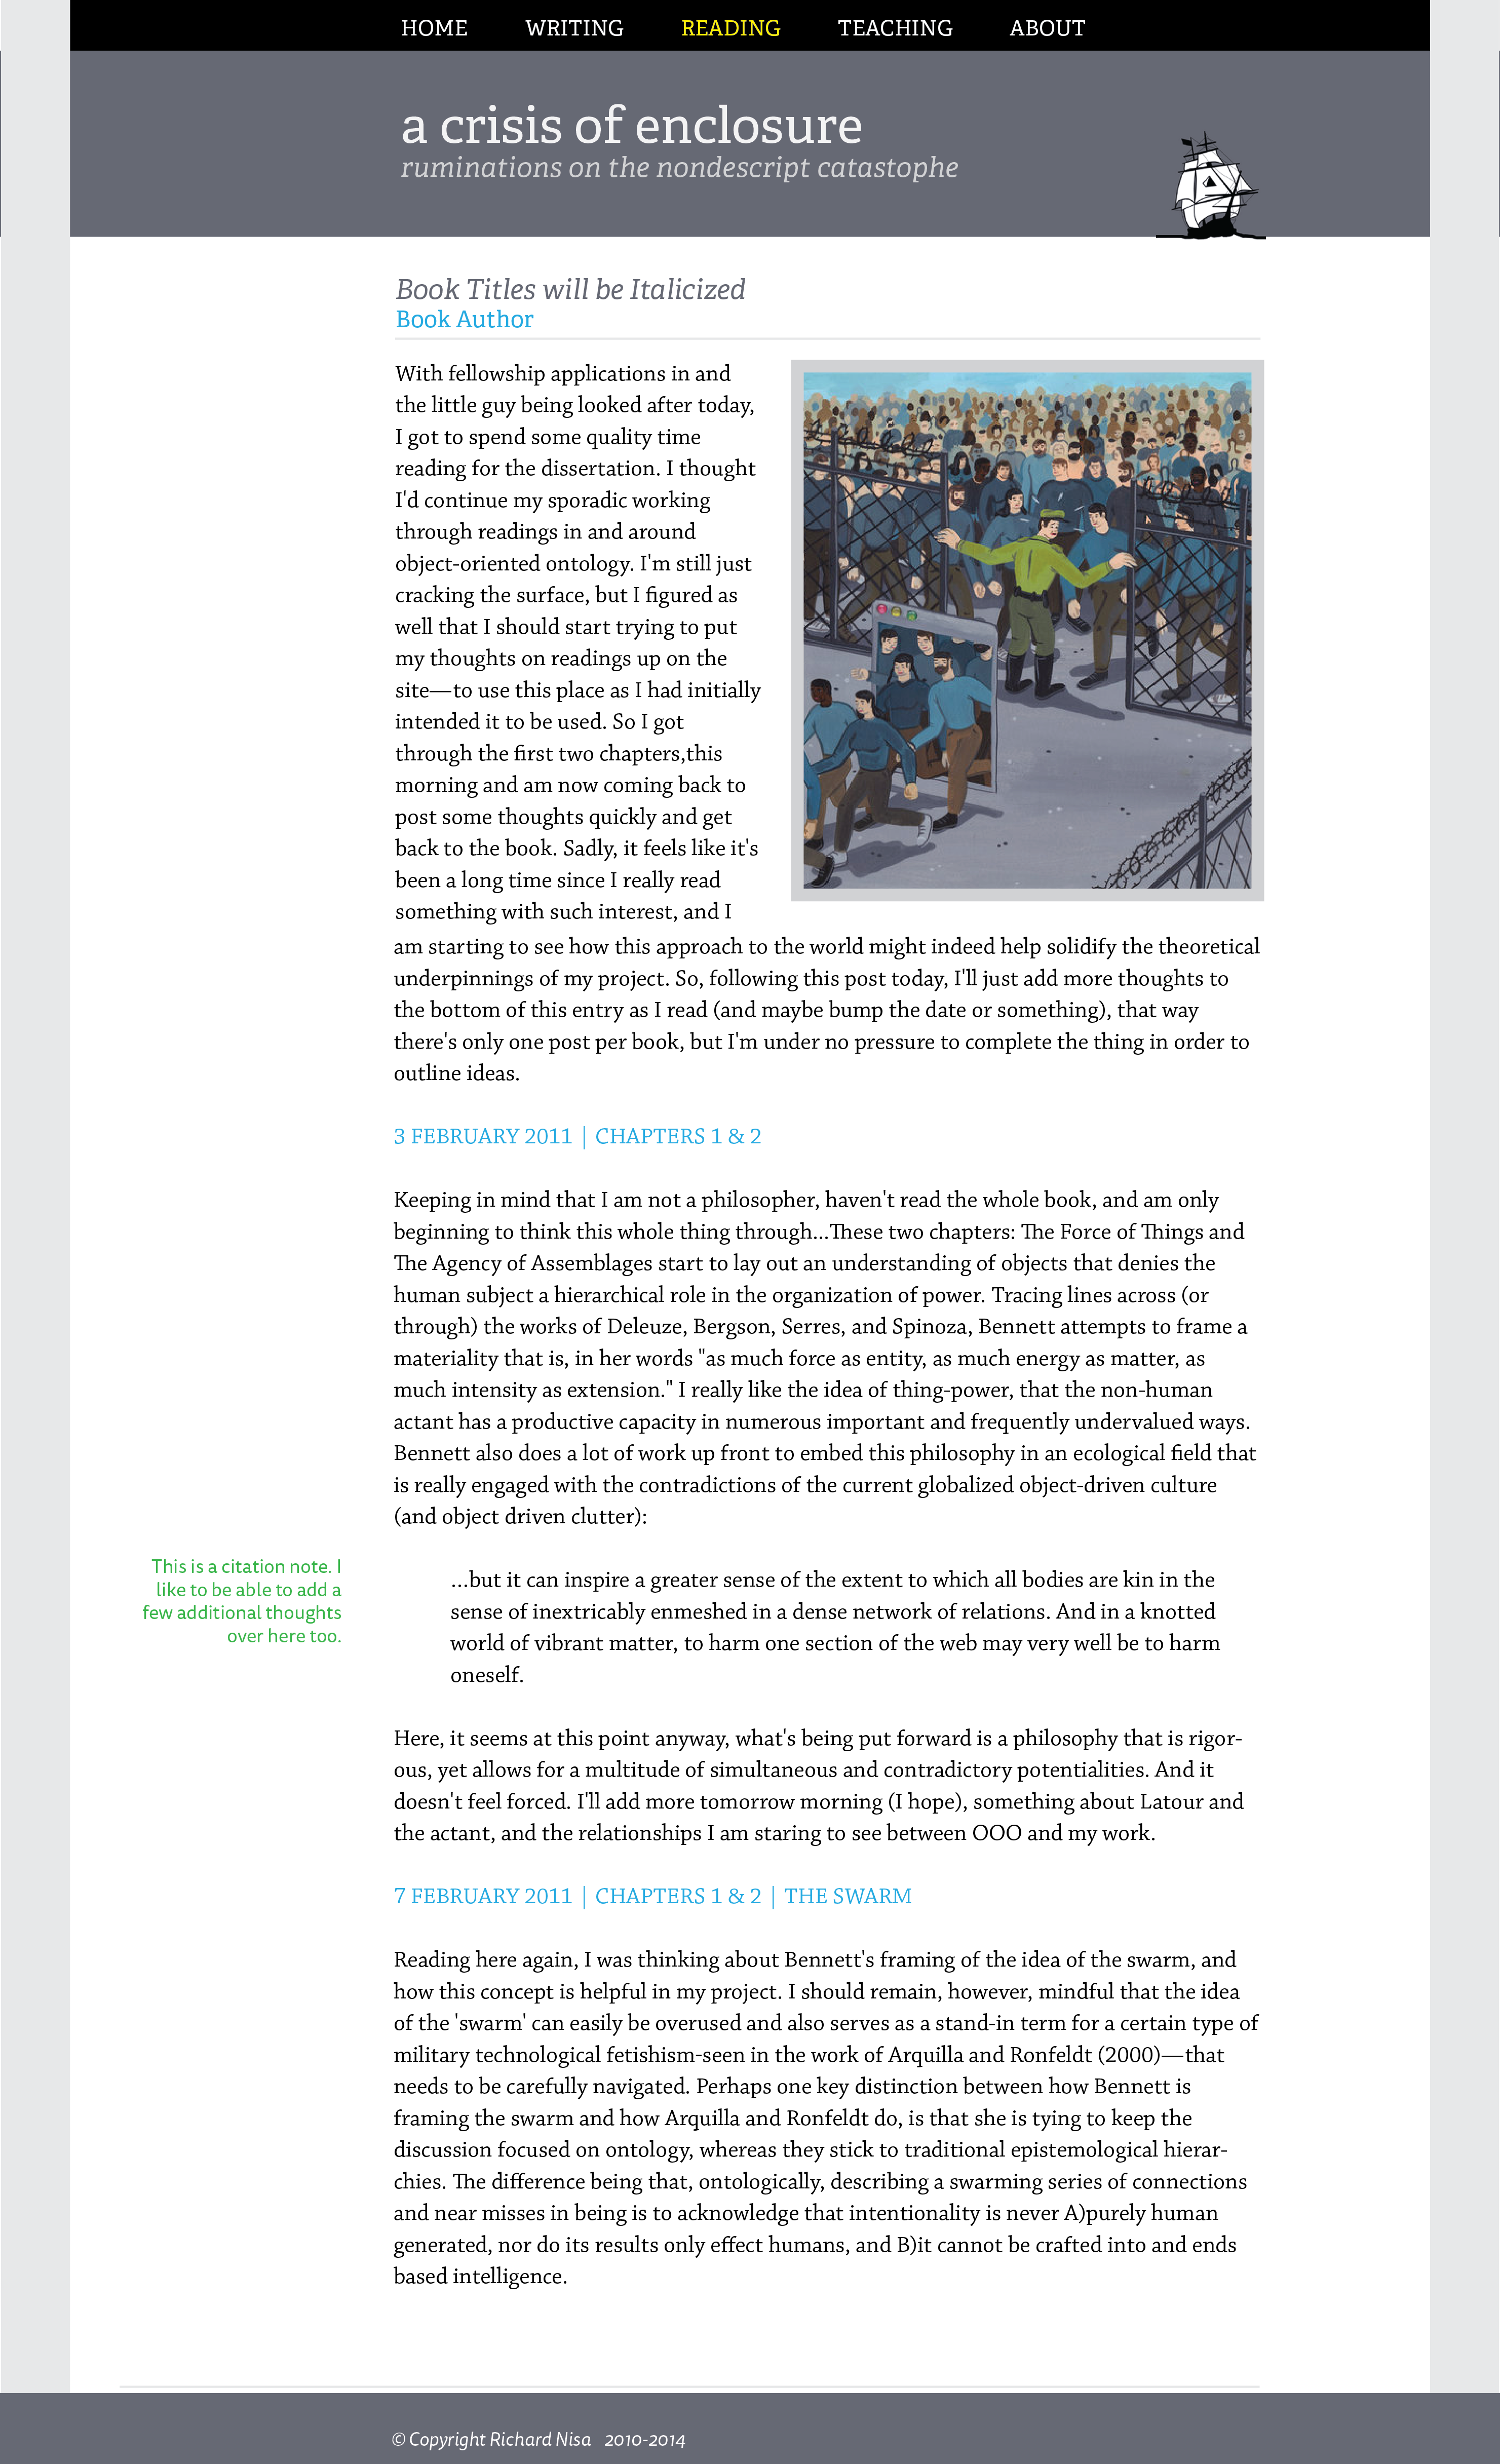 HOME WRITING READING TEACHING ABOUT
a crisis of enclosure
ruminations on the nondescript catastophe
Book Titles will be Italicized
Book Author
With fellowship applications in and
the little guy being looked after today,
I got to spend some quality time
reading for the dissertation. I thought
I'd continue my sporadic working
through readings in and around
object-oriented ontology. I'm still just
cracking the surface, but I figured as
well that I should start trying to put
my thoughts on readings up on the
site—to use this place as I had initially
intended it to be used. So I got
through the first two chapters,this
morning and am now coming back to
post some thoughts quickly and get
back to the book. Sadly, it feels like it's
been a long time since I really read
something with such interest, and I
am starting to see how this approach to the world might indeed help solidify the theoretical
underpinnings of my project. So, following this post today, I'll just add more thoughts to
the bottom of this entry as I read (and maybe bump the date or something), that way
there's only one post per book, but I'm under no pressure to complete the thing in order to
outline ideas.
3 FEBRUARY 2011 | CHAPTERS 1 & 2
Keeping in mind that I am not a philosopher, haven't read the whole book, and am only
beginning to think this whole thing through...These two chapters: The Force of Things and
The Agency of Assemblages start to lay out an understanding of objects that denies the
human subject a hierarchical role in the organization of power. Tracing lines across (or
through) the works of Deleuze, Bergson, Serres, and Spinoza, Bennett attempts to frame a
materiality that is, in her words "as much force as entity, as much energy as matter, as
much intensity as extension." I really like the idea of thing-power, that the non-human
actant has a productive capacity in numerous important and frequently undervalued ways.
Bennett also does a lot of work up front to embed this philosophy in an ecological field that
is really engaged with the contradictions of the current globalized object-driven culture
(and object driven clutter):
This is a citation note. I
like to be able to add a
few additional thoughts
over here too.
...but it can inspire a greater sense of the extent to which all bodies are kin in the
sense of inextricably enmeshed in a dense network of relations. And in a knotted
world of vibrant matter, to harm one section of the web may very well be to harm
oneself.
Here, it seems at this point anyway, what's being put forward is a philosophy that is rigor-
ous, yet allows for a multitude of simultaneous and contradictory potentialities. And it
doesn't feel forced. I'll add more tomorrow morning (I hope), something about Latour and
the actant, and the relationships I am staring to see between OOO and my work.
7 FEBRUARY 2011 | CHAPTERS 1 & 2 | THE SWARM
Reading here again, I was thinking about Bennett's framing of the idea of the swarm, and
how this concept is helpful in my project. I should remain, however, mindful that the idea
of the 'swarm' can easily be overused and also serves as a stand-in term for a certain type of
military technological fetishism-seen in the work of Arquilla and Ronfeldt (2000)—that
needs to be carefully navigated. Perhaps one key distinction between how Bennett is
framing the swarm and how Arquilla and Ronfeldt do, is that she is tying to keep the
discussion focused on ontology, whereas they stick to traditional epistemological hierar-
chies. The difference being that, ontologically, describing a swarming series of connections
and near misses in being is to acknowledge that intentionality is never A)purely human
generated, nor do its results only effect humans, and B)it cannot be crafted into and ends
based intelligence.
© Copyright Richard Nisa 2010-2014